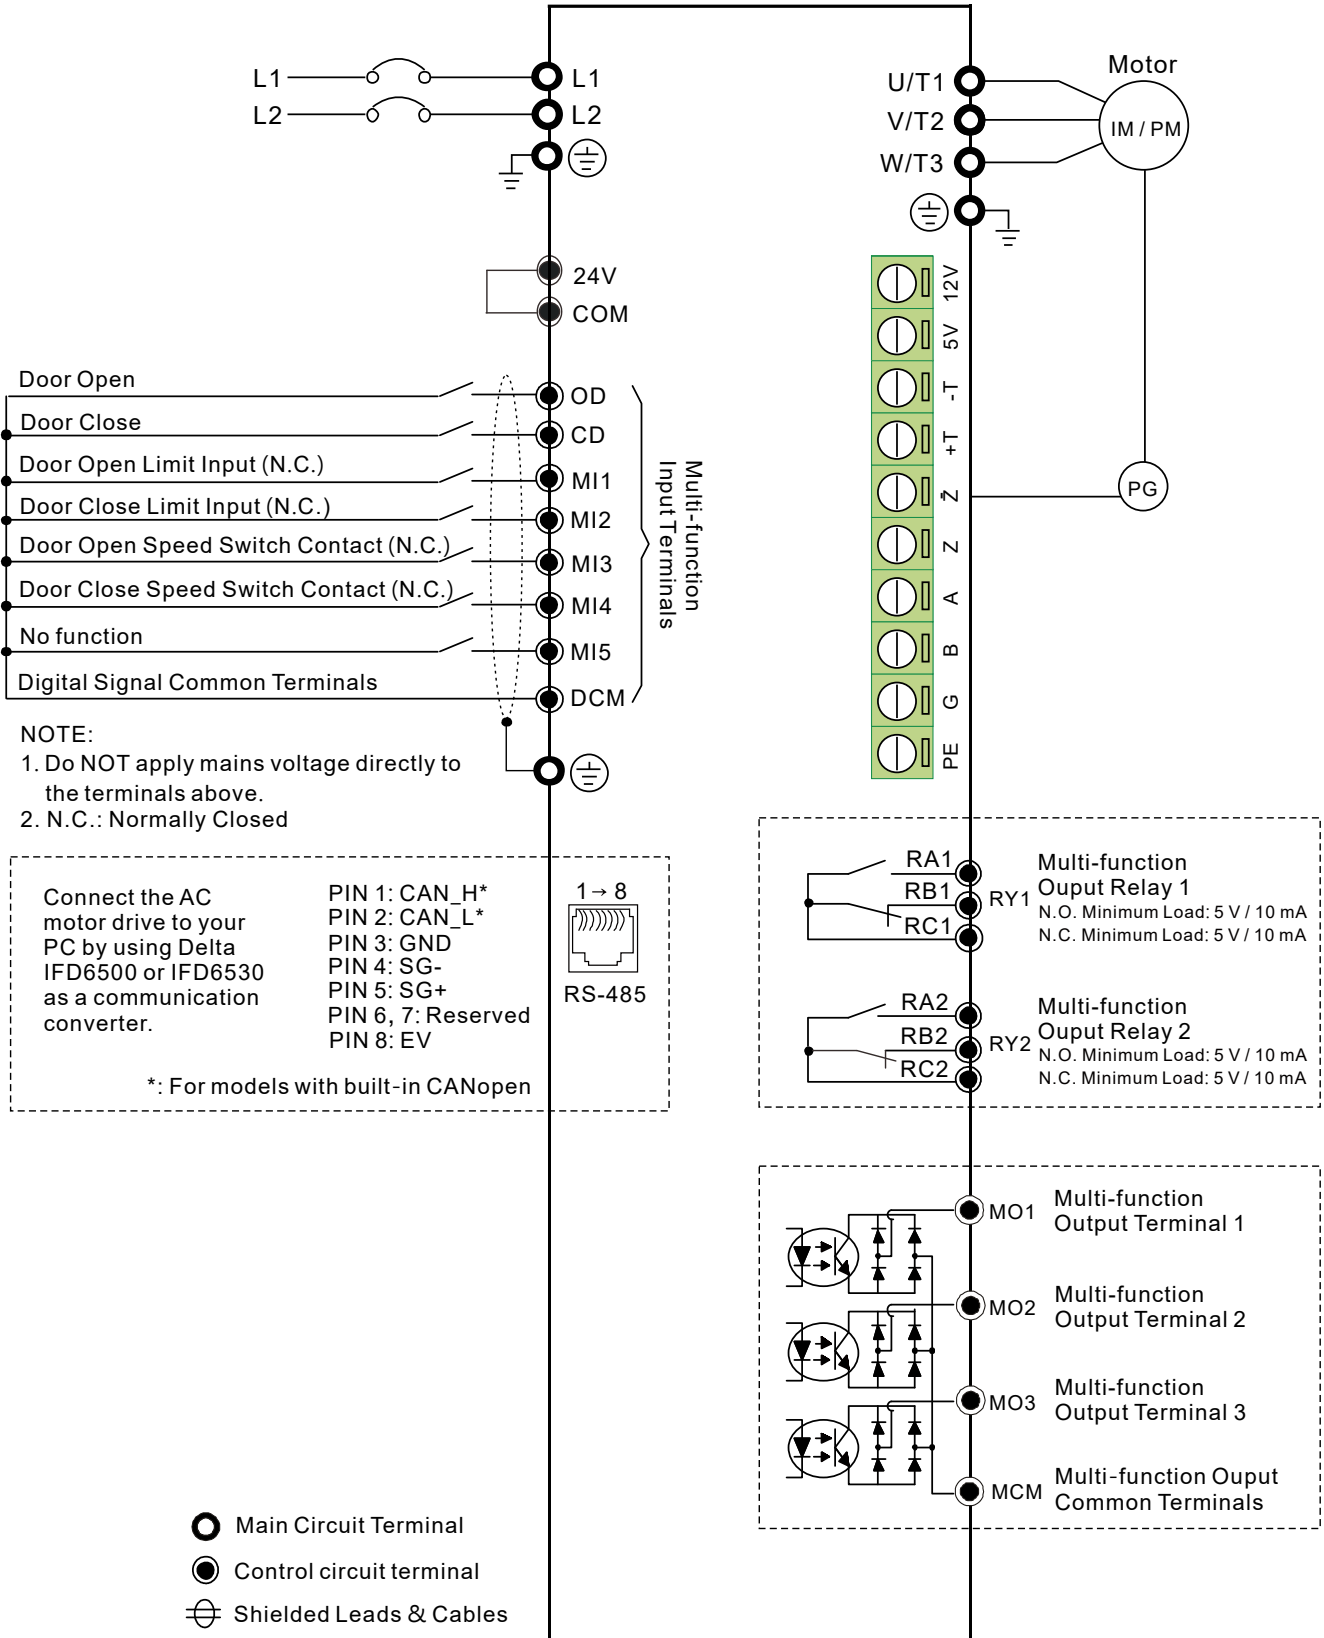 L1
L1
L2
L2
24V
COM
Door Open
OD
Door Close
CD
Door Open Limit Input (N.C.)
MI1
Door Close Limit Input (N.C.)
MI2
Door Open Speed Switch Contact (N.C.)
MI3
Door Close Speed Switch Contact (N.C.)
MI4
No function
MI5
Digital Signal Common Terminals
DCM
Multi-function
Input Terminals
NOTE:
1. Do NOT apply mains voltage directly to
the terminals above.
2. N.C.: Normally Closed
Connect the AC
motor drive to your
PC by using Delta
IFD6500 or IFD6530
as a communication
converter.
PIN 1: CAN_H*
PIN 2: CAN_L*
PIN 3: GND
PIN 4: SG-
PIN 5: SG+
PIN 6, 7: Reserved
PIN 8: EV
1→8
RS-485
*: For models with built-in CANopen
Motor
U/T1
V/T2
W/T3
IM / PM
12V
5V
-T
+T
Z̄
Z
A
B
G
PE
PG
RA1
RB1
RC1
RY1
Multi-function
Ouput Relay 1
N.O. Minimum Load: 5 V / 10 mA
N.C. Minimum Load: 5 V / 10 mA
RA2
RB2
RC2
RY2
Multi-function
Ouput Relay 2
N.O. Minimum Load: 5 V / 10 mA
N.C. Minimum Load: 5 V / 10 mA
MO1
Multi-function
Output Terminal 1
MO2
Multi-function
Output Terminal 2
MO3
Multi-function
Output Terminal 3
MCM
Multi-function Ouput
Common Terminals
Main Circuit Terminal
Control circuit terminal
Shielded Leads & Cables